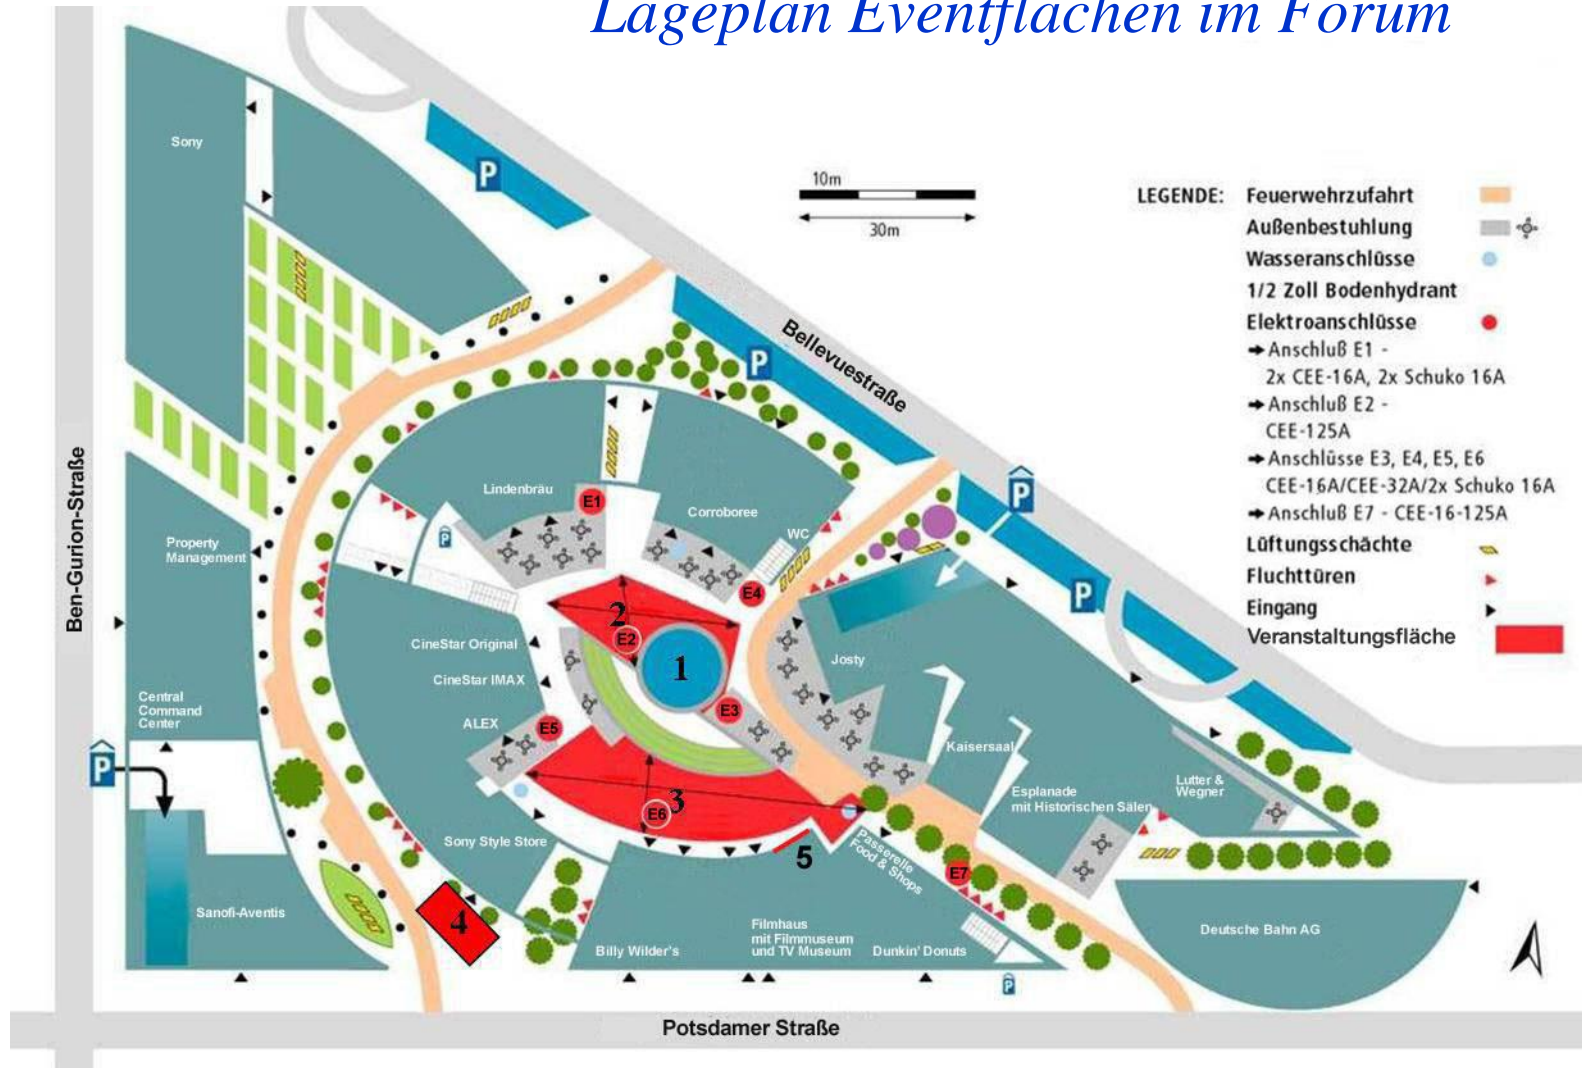 Lageplan Eventflächen im Forum
Sony
P
10m
30m
LEGENDE:
Feuerwehrzufahrt
Außenbestuhlung
Wasseranschlüsse
1/2 Zoll Bodenhydrant
Elektroanschlüsse
Anschluß E1 -
2x CEE-16A, 2x Schuko 16A
Anschluß E2 -
CEE-125A
Anschlüsse E3, E4, E5, E6
CEE-16A/CEE-32A/2x Schuko 16A
Anschluß E7 - CEE-16-125A
Lüftungsschächte
Fluchttüren
Eingang
Veranstaltungsfläche
Bellevuestraße
P
P
P
Ben-Gurion-Straße
Lindenbräu
E1
Corroboree
WC
P
Property
Management
E4
2
E2
1
CineStar Original
CineStar IMAX
Josty
E3
Central
Command
Center
ALEX
E5
P
Kaisersaal
Esplanade
mit Historischen Sälen
Lutter &
Wegner
3
E6
Sony Style Store
5
Passerelle
Food & Shops
E7
Sanofi-Aventis
4
Billy Wilder's
Filmhaus
mit Filmmuseum
und TV Museum
Dunkin' Donuts
Deutsche Bahn AG
P
Potsdamer Straße